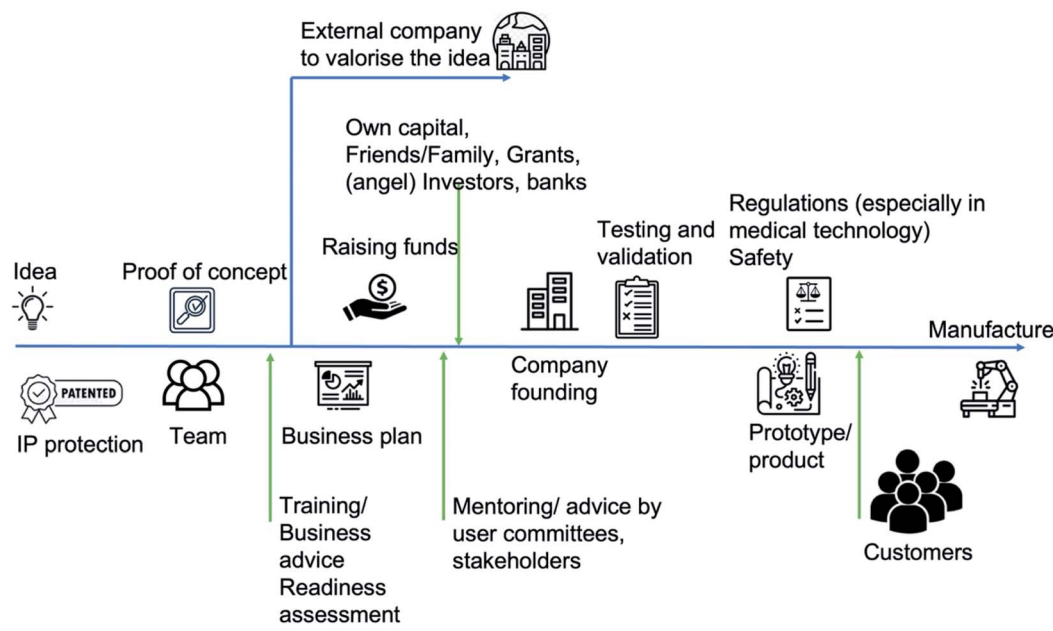 External company
to valorise the idea
Own capital,
Friends/Family, Grants,
(angel) Investors, banks
Regulations (especially in
medical technology)
Safety
Testing and
validation
Raising funds
Idea
Proof of concept
$
Manufacture
PATENTED
IP protection
Team
Business plan
Company
founding
Prototype/
product
Training/
Business
advice
Readiness
assessment
Mentoring/ advice by
user committees,
stakeholders
Customers